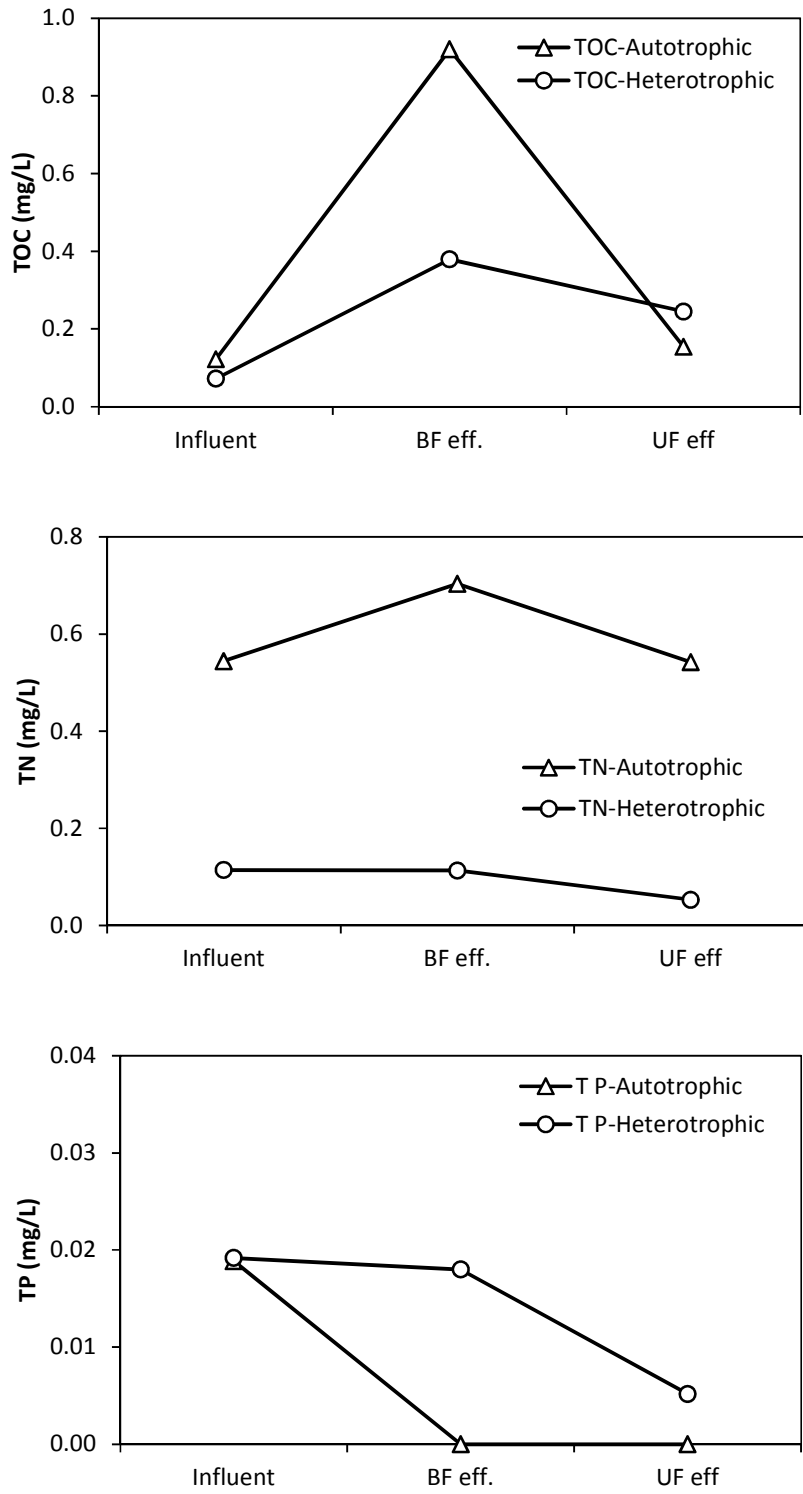 1.0
0.8
0.6
0.4
0.2
0.0
TOC (mg/L)
TOC-Autotrophic
TOC-Heterotrophic
Influent BF eff. UF eff
0.8
0.6
0.4
0.2
0.0
TN (mg/L)
TN-Autotrophic
TN-Heterotrophic
Influent BF eff. UF eff
0.04
0.03
0.02
0.01
0.00
TP (mg/L)
T P-Autotrophic
T P-Heterotrophic
Influent BF eff. UF eff